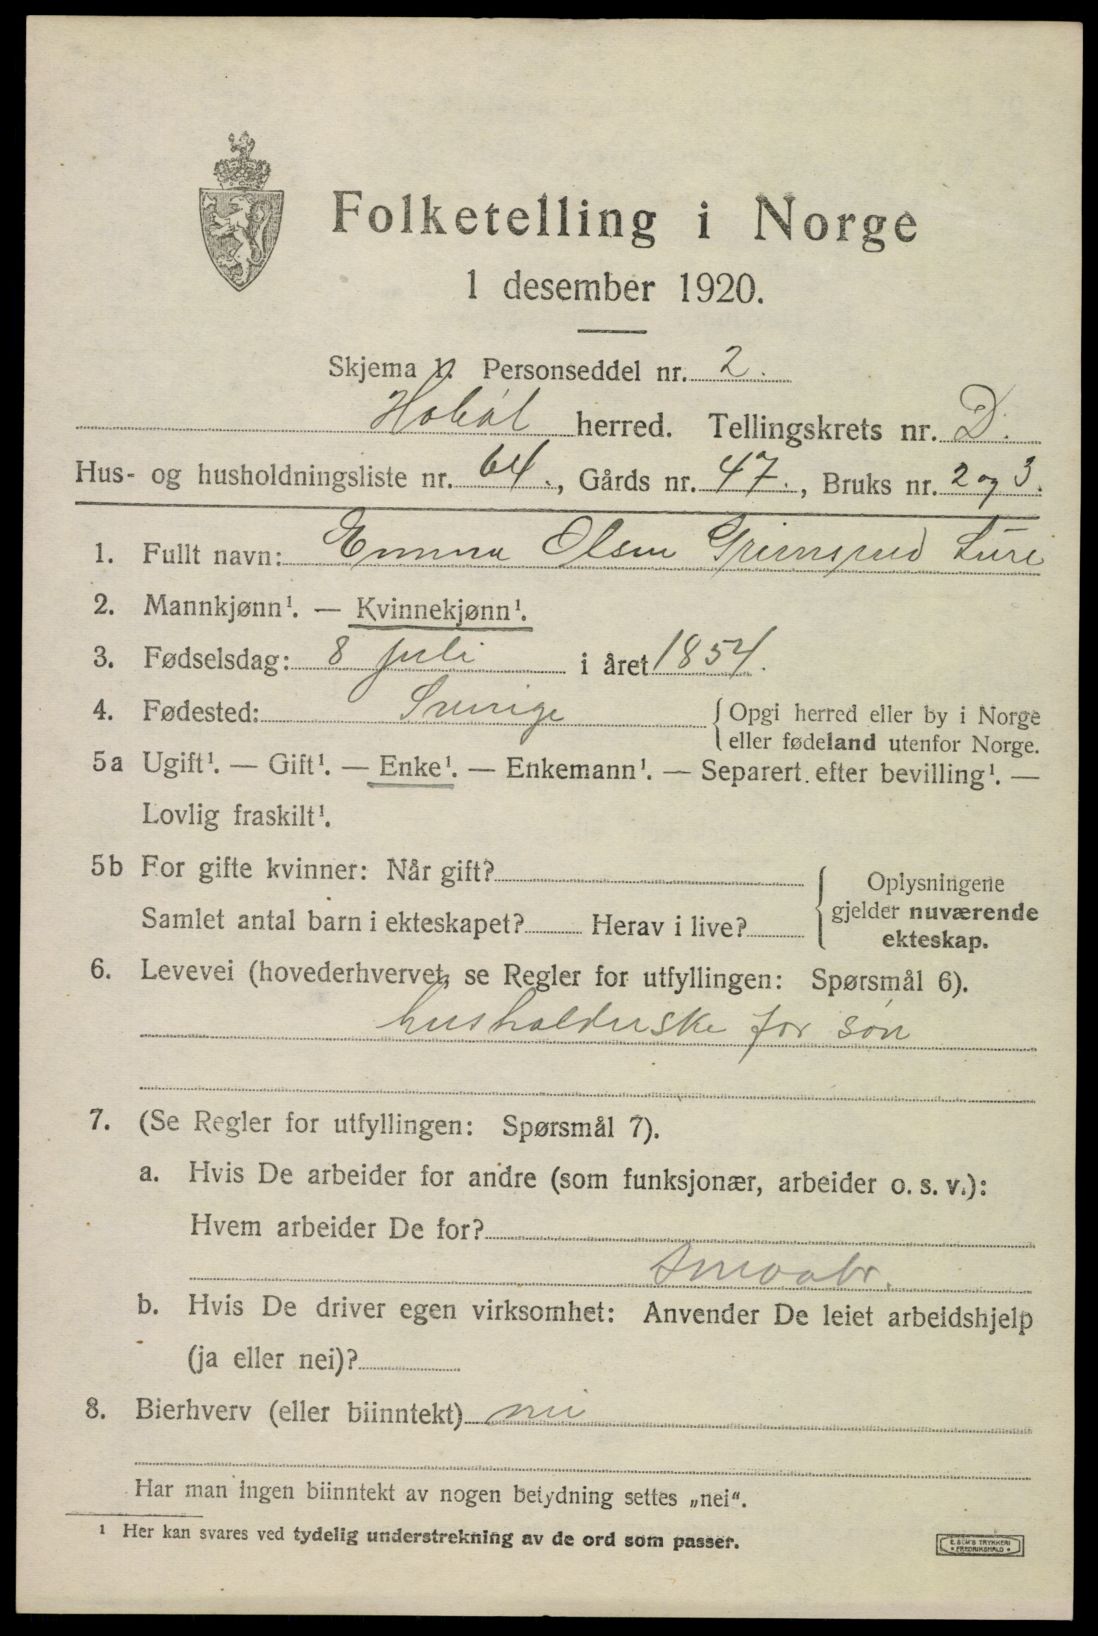 Folketelling i Norge
1 desember 1920.
Skjema 1. Personseddel nr. 2.
Hobøl herred. Tellingskrets nr. D.
Hus- og husholdningsliste nr. 64., Gårds nr. 47., Bruks nr. 2 og 3.
1. Fullt navn: Emma Olsen Grimsrud
2. Mannkjønn¹. — Kvinnekjønn¹.
3. Fødselsdag: 8 juli i året 1854.
4. Fødested: Sverige {Opgi herred eller by i Norge
eller fødeland utenfor Norge.
5a Ugift¹. — Gift¹. — Enke¹. — Enkemann¹. — Separert efter bevilling¹. —
Lovlig fraskilt¹.
5b For gifte kvinner: Når gift?
Samlet antal barn i ekteskapet? Herav i live?
{Oplysningene
gjelder nuværende
ekteskap.
6. Levevei (hovederhvervet, se Regler for utfyllingen: Spørsmål 6).
husholderske for søn
7. (Se Regler for utfyllingen: Spørsmål 7).
a. Hvis De arbeider for andre (som funksjonær, arbeider o. s. v.):
Hvem arbeider De for?
Smaabr.
b. Hvis De driver egen virksomhet: Anvender De leiet arbeidshjelp
(ja eller nei)?
8. Bierhverv (eller biinntekt) nei
Har man ingen biinntekt av nogen betydning settes „nei“.
¹ Her kan svares ved tydelig understrekning av de ord som passer.
E. SEM'S TRYKKERI
• FREDRIKSHALD •